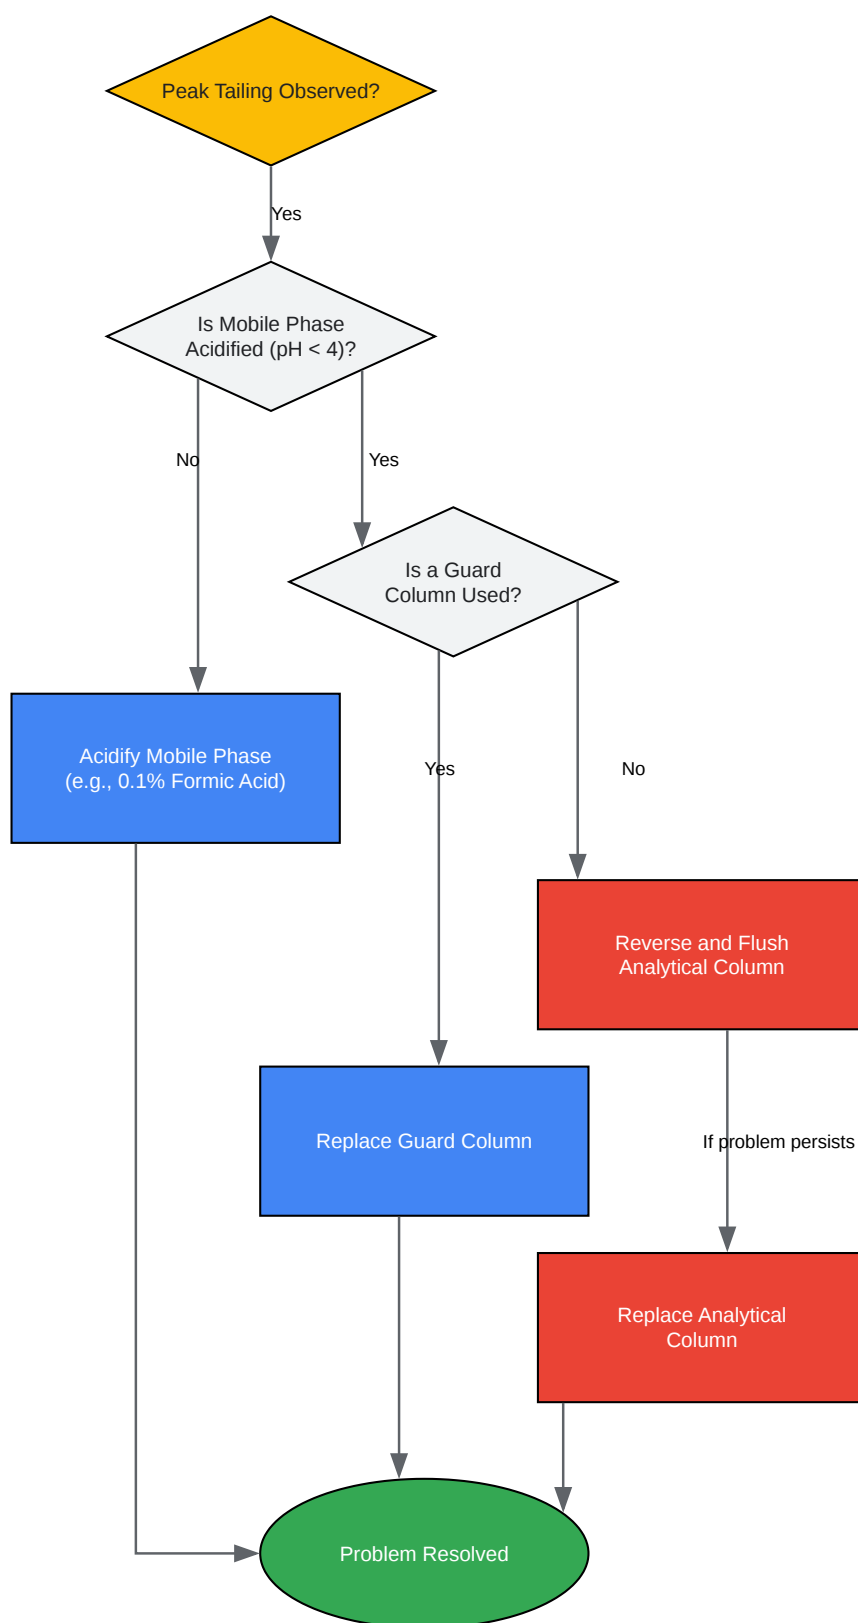 Peak Tailing Observed?
Yes
Is Mobile Phase
Acidified (pH < 4)?
No
Yes
Is a Guard
Column Used?
Acidify Mobile Phase
(e.g., 0.1% Formic Acid)
Yes
No
Reverse and Flush
Analytical Column
Replace Guard Column
If problem persists
Replace Analytical
Column
Problem Resolved